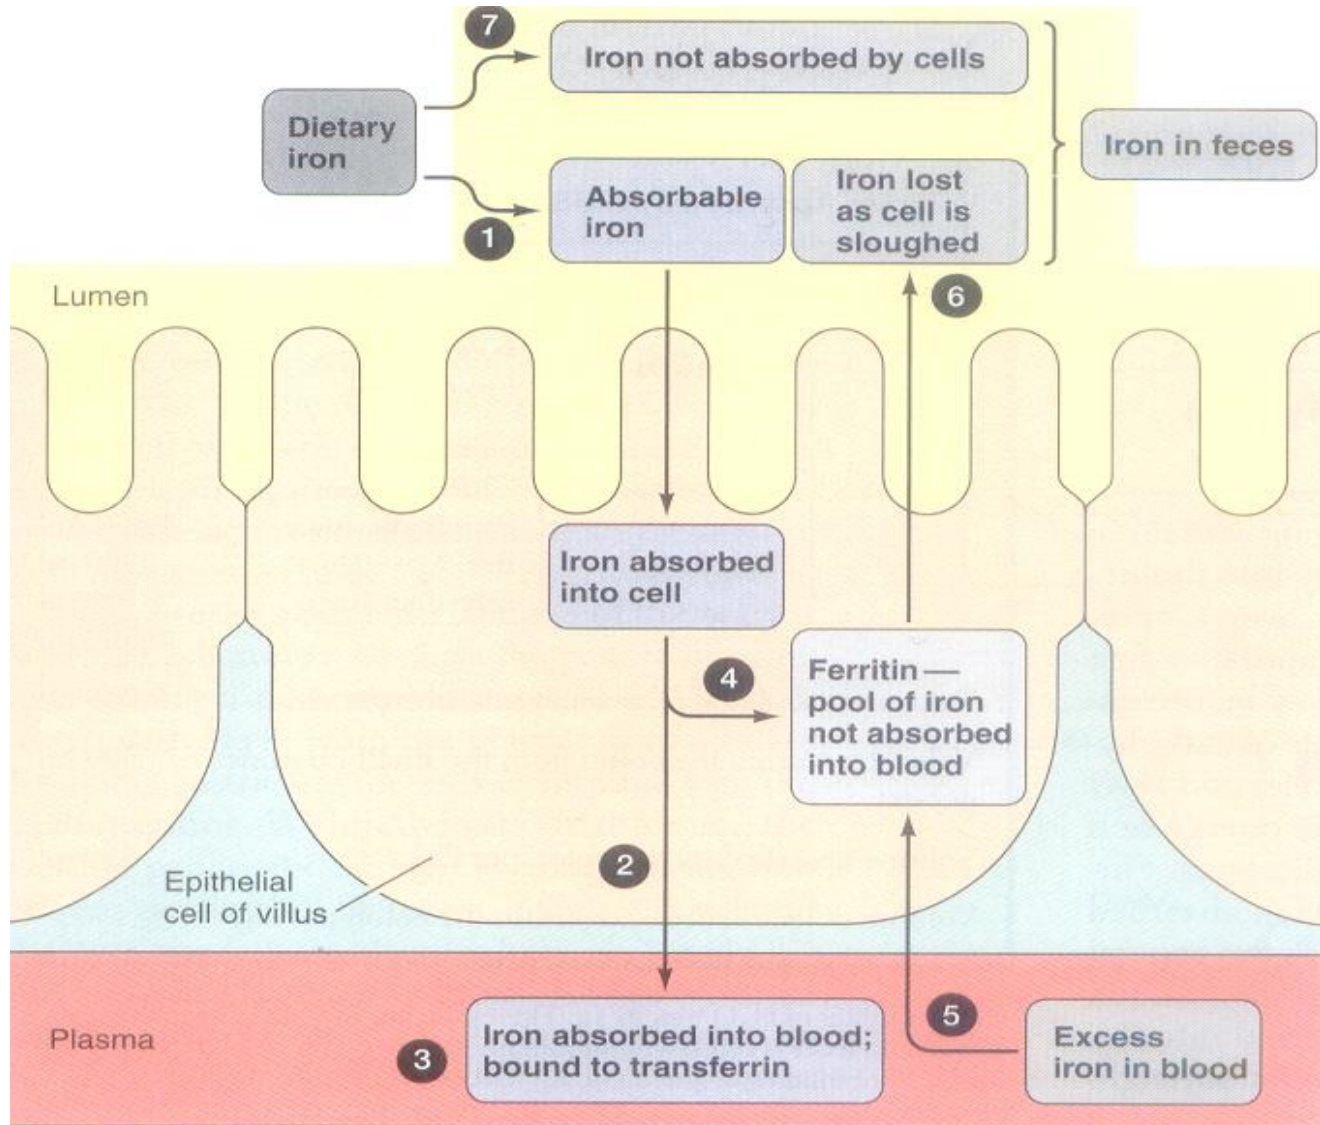 7
Iron not absorbed by cells
Dietary
iron
Iron in feces
Absorbable
iron
1
Iron lost
as cell is
sloughed
Lumen
6
Iron absorbed
into cell
4
Ferritin —
pool of iron
not absorbed
into blood
2
Epithelial
cell of villus
Plasma
3
Iron absorbed into blood;
bound to transferrin
5
Excess
iron in blood